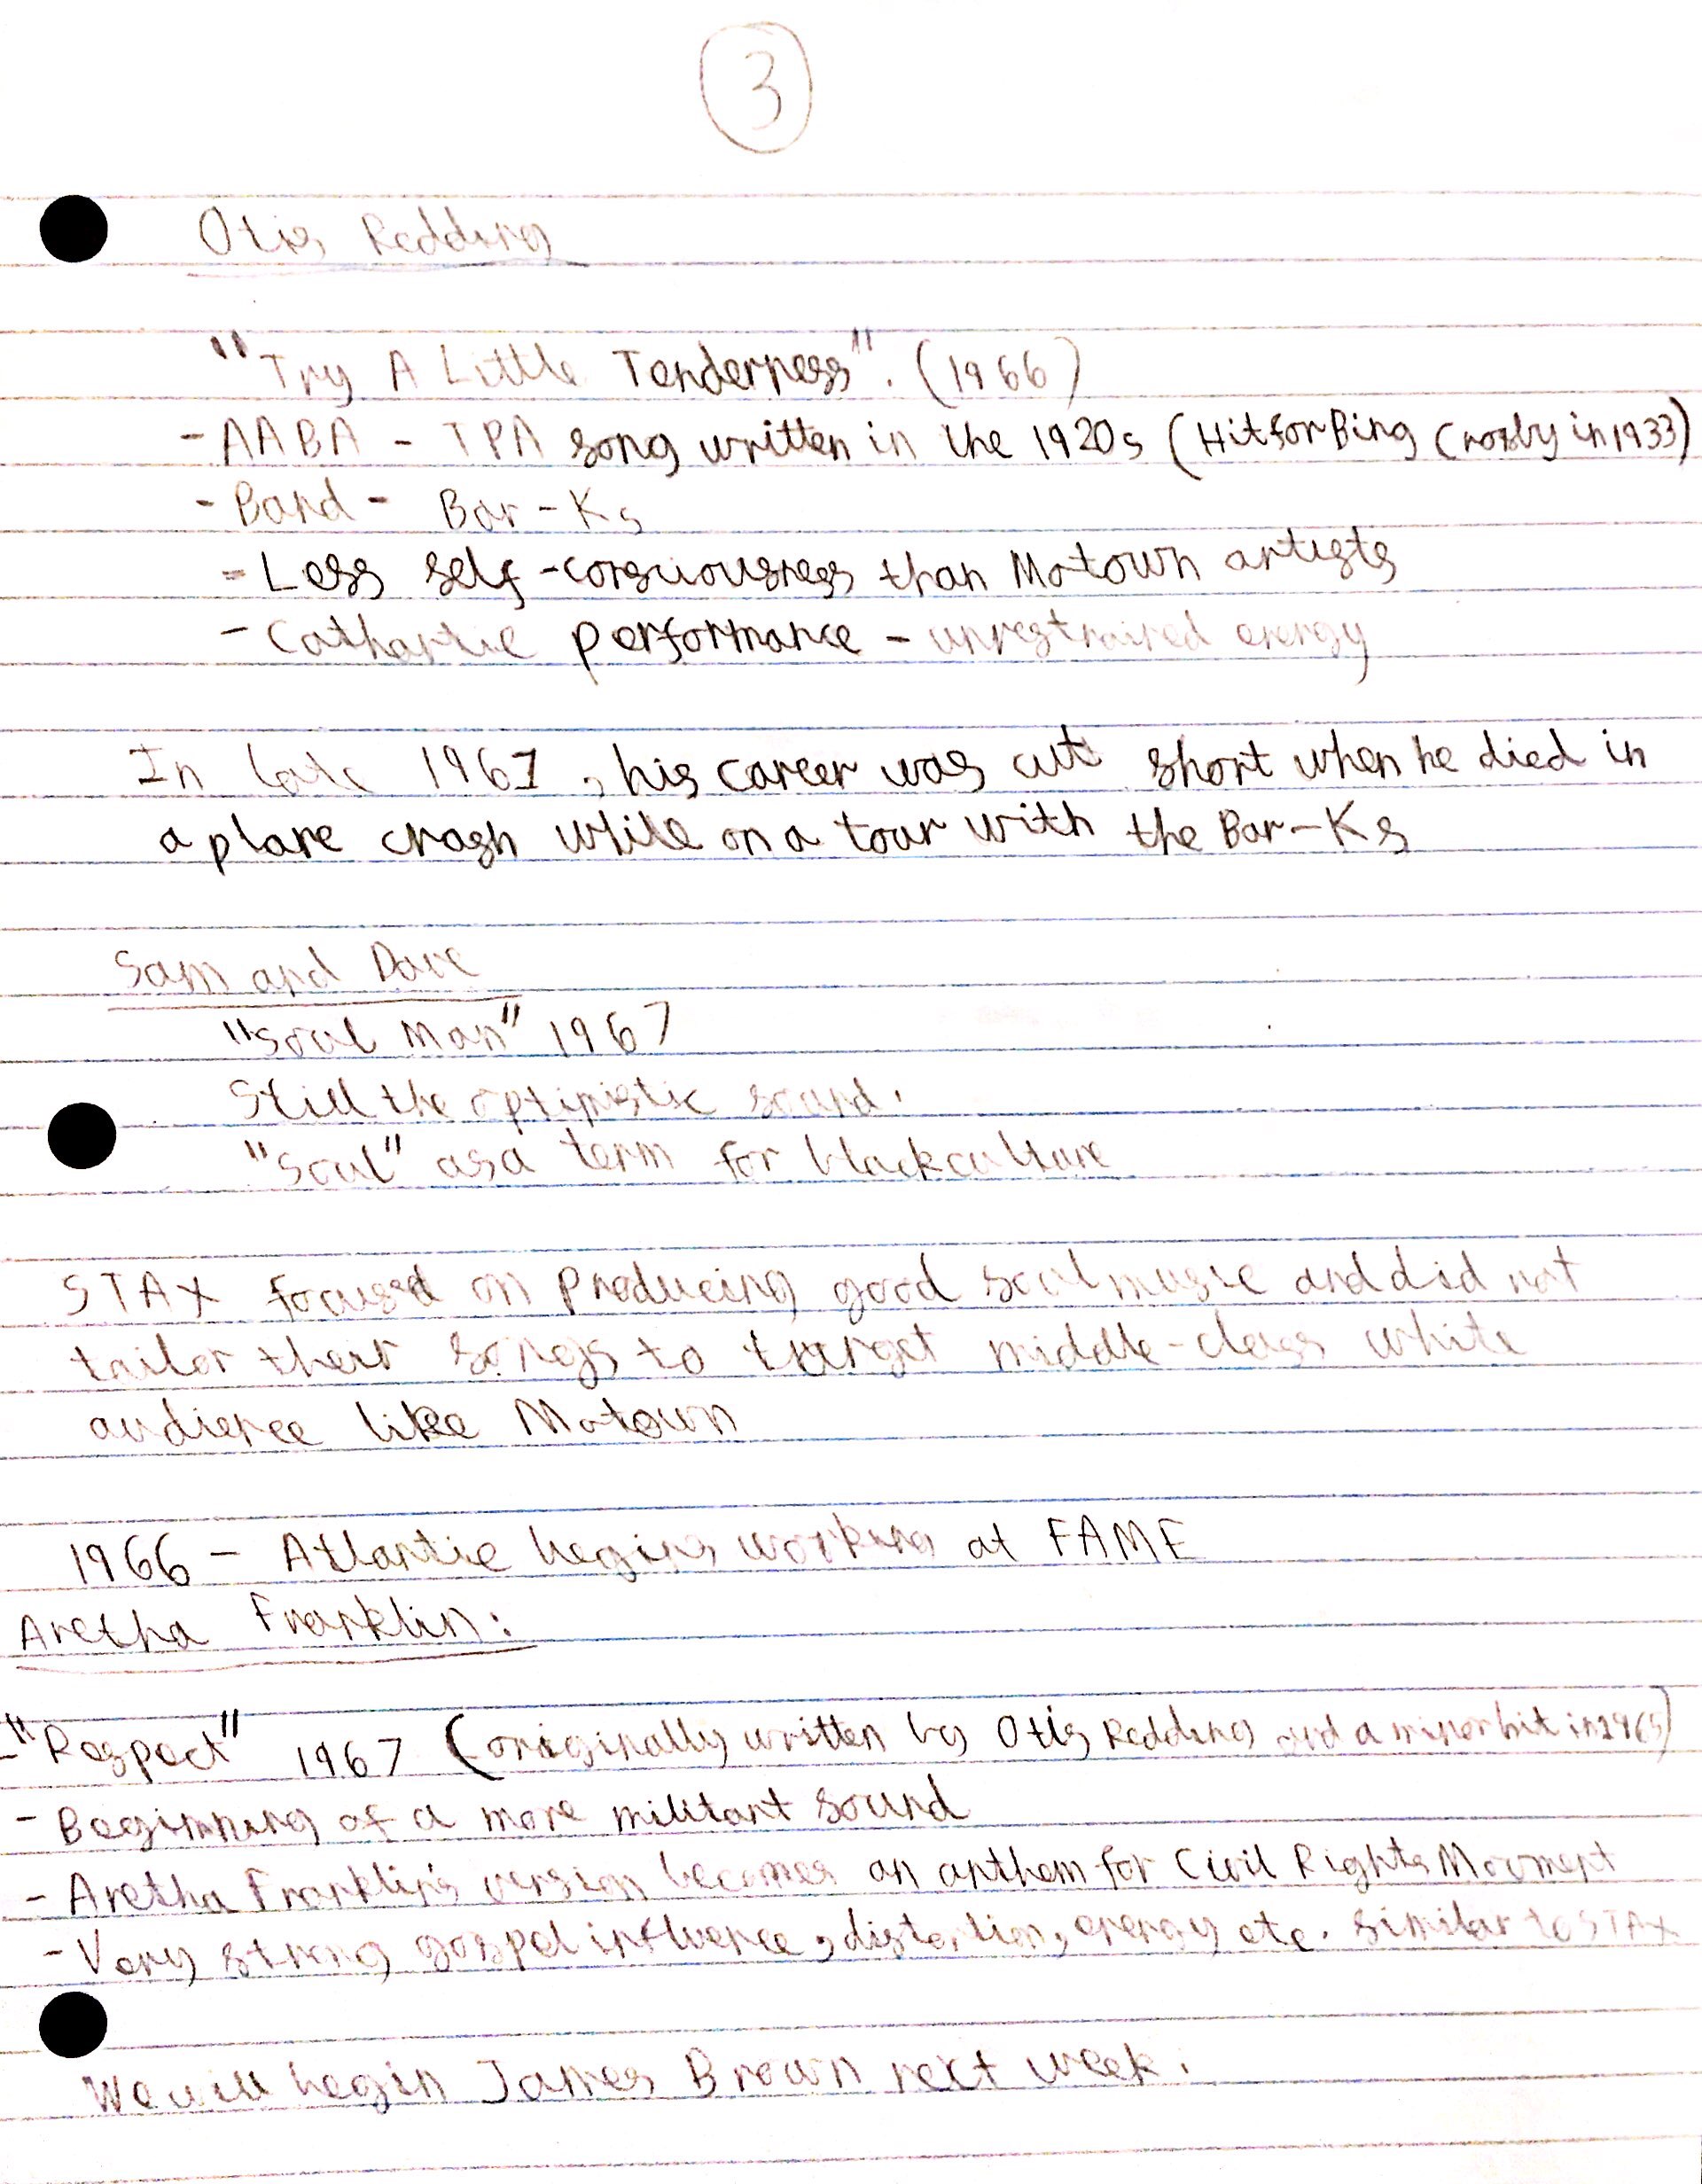 3
Otis Redding
"Try A Little Tenderness". (1966)
- AABA - TPA song written in the 1920s (Hit for Bing Crosby in 1933)
- Band - Bar-Ks
- Less self-consciousness than Motown artists
- Cathartic performance - unrestrained energy
In late 1967, his career was cut short when he died in
a plane crash while on a tour with the Bar-Ks
Sam and Dave
"Soul Man" 1967
Still the optimistic sound.
"Soul" as a term for black culture
STAX focused on producing good soul music and did not
tailor their songs to target middle-class white
audience like Motown
1966 - Atlantic begins working at FAME
Aretha Franklin:
- "Respect" 1967 (originally written by Otis Redding and a minor hit in 1965)
- Beginning of a more militant sound
- Aretha Franklin's version becomes an anthem for Civil Rights Movment
- Very strong gospel influence, distortion, energy etc. similar to STAX
We will begin James Brown next week.